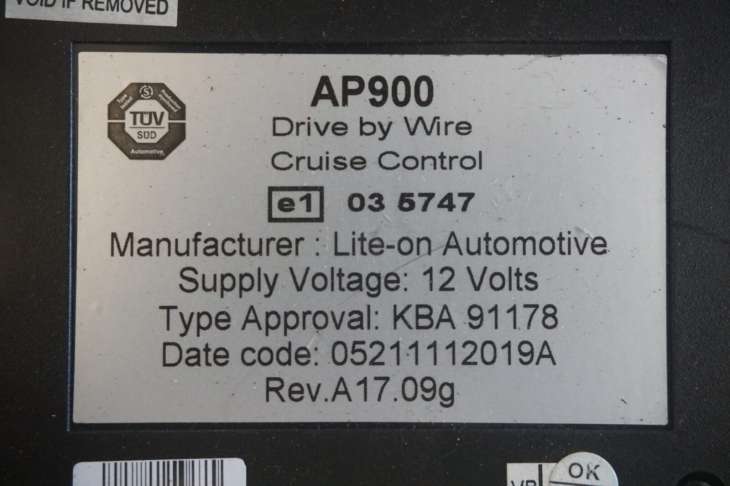 VOID IF REMOVED
TÜV
SÜD
Automotive
AP900
Drive by Wire
Cruise Control
e1 03 5747
Manufacturer : Lite-on Automotive
Supply Voltage: 12 Volts
Type Approval: KBA 91178
Date code: 05211112019A
Rev.A17.09g
OK